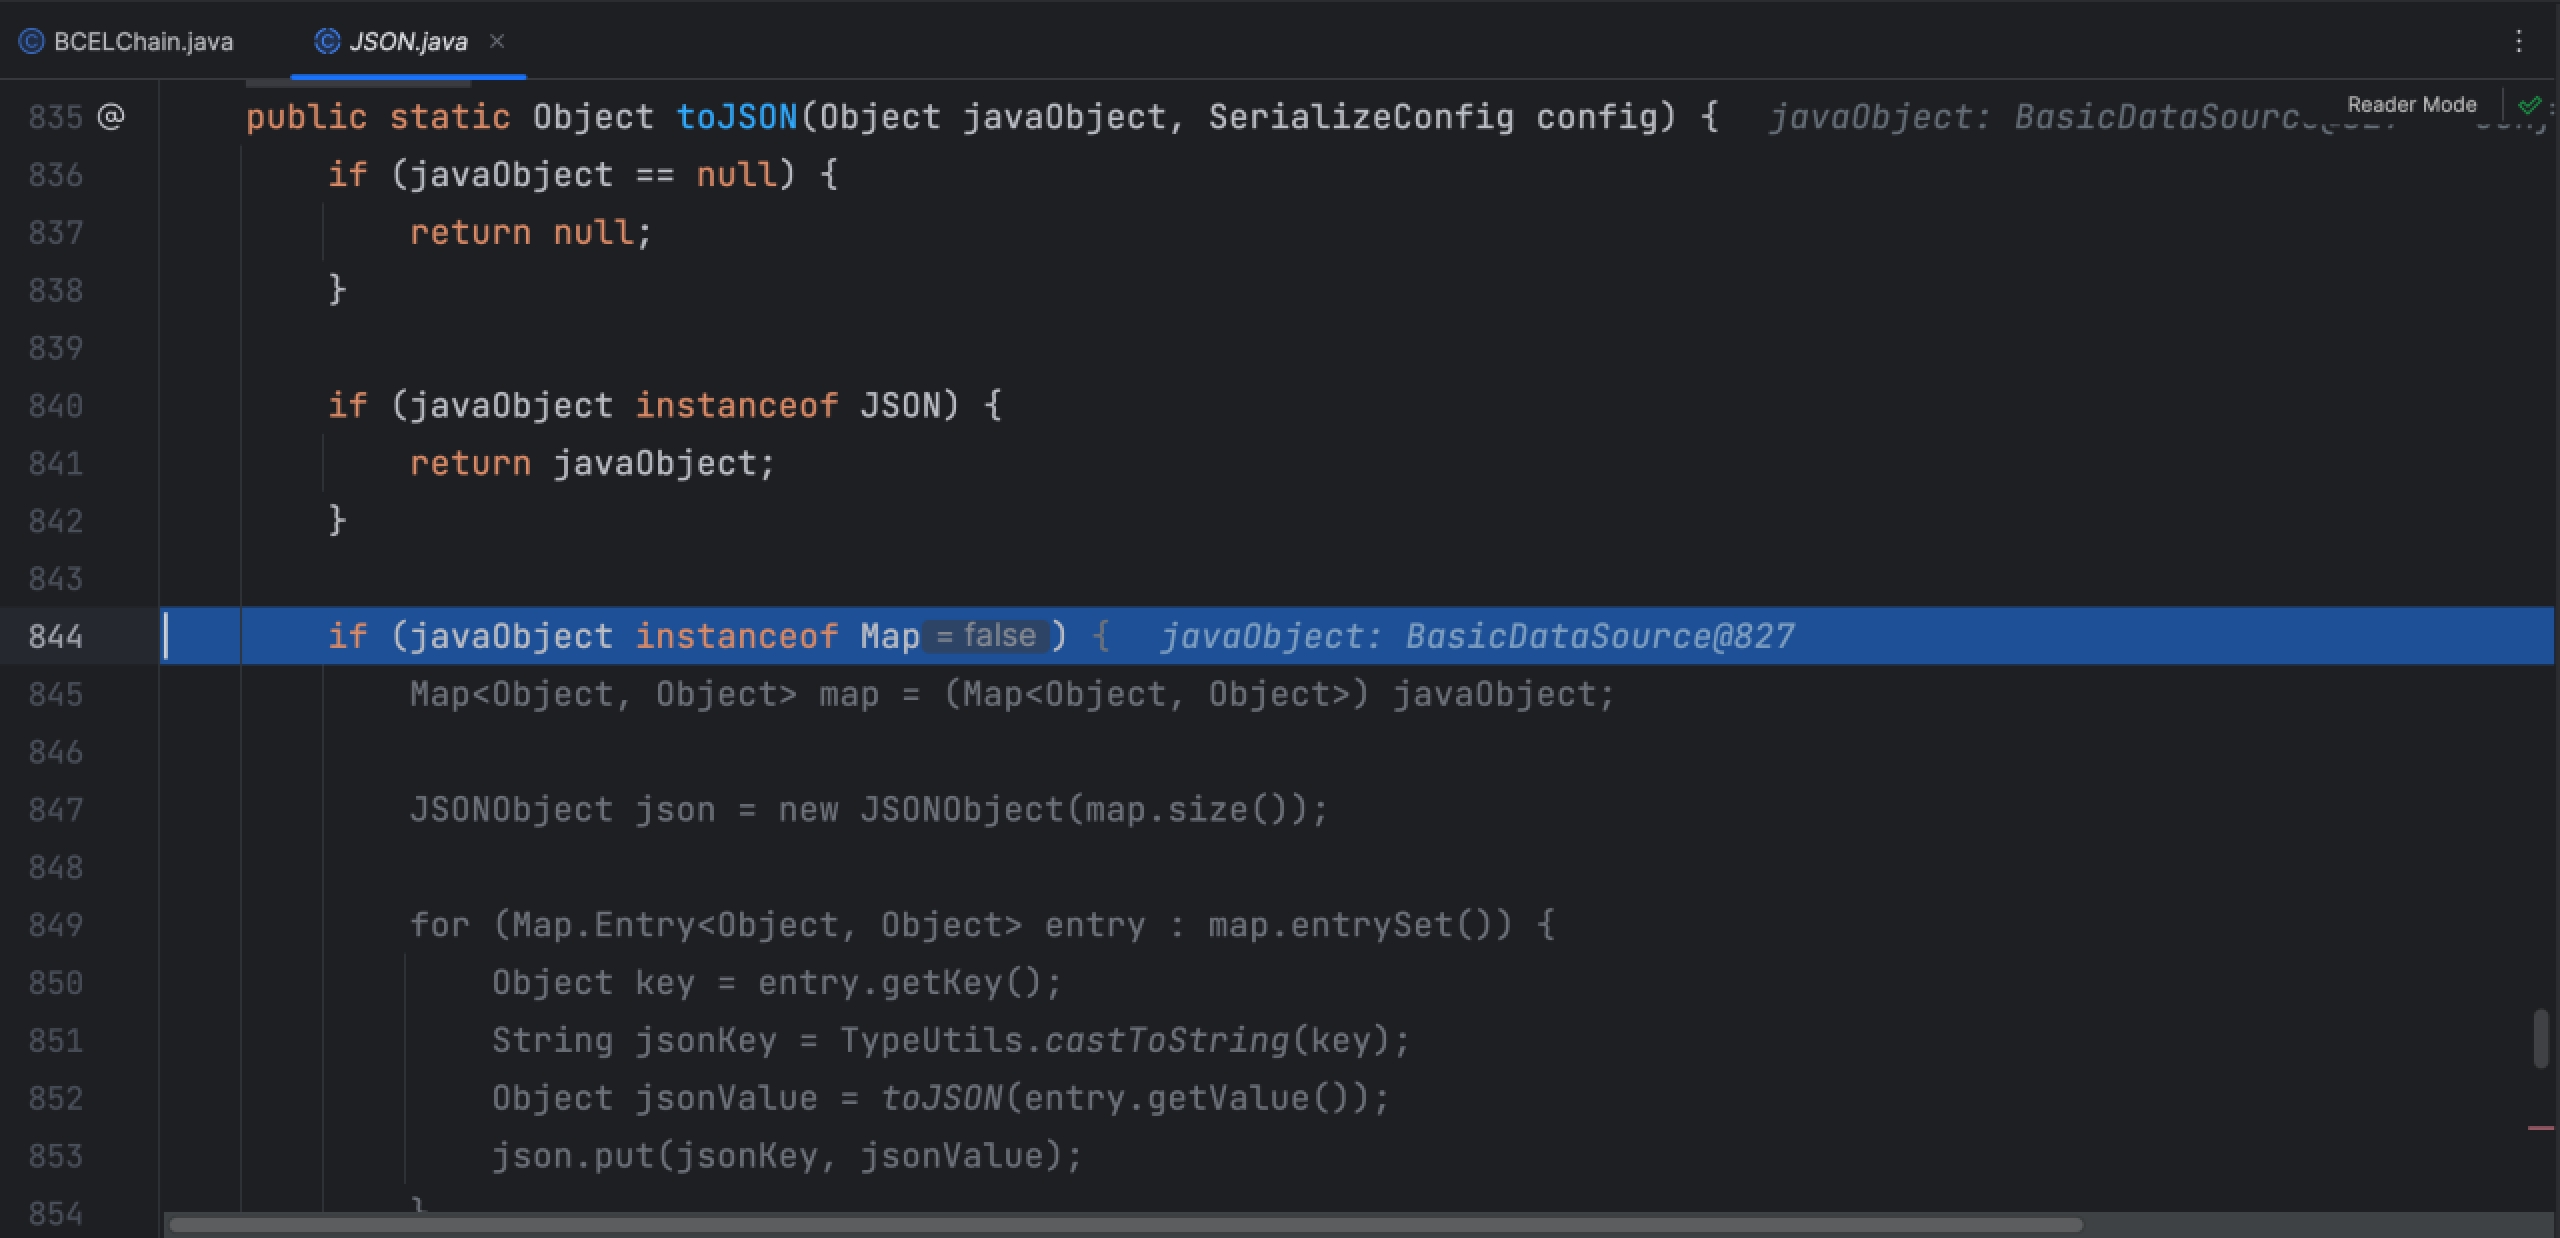 BCELChain.java JSON.java
Reader Mode
835 @ public static Object toJSON(Object javaObject, SerializeConfig config) { javaObject: BasicDataSource@827
836 if (javaObject == null) {
837 return null;
838 }
839
840 if (javaObject instanceof JSON) {
841 return javaObject;
842 }
843
844 if (javaObject instanceof Map = false ) { javaObject: BasicDataSource@827
845 Map<Object, Object> map = (Map<Object, Object>) javaObject;
846
847 JSONObject json = new JSONObject(map.size());
848
849 for (Map.Entry<Object, Object> entry : map.entrySet()) {
850 Object key = entry.getKey();
851 String jsonKey = TypeUtils.castToString(key);
852 Object jsonValue = toJSON(entry.getValue());
853 json.put(jsonKey, jsonValue);
854 }